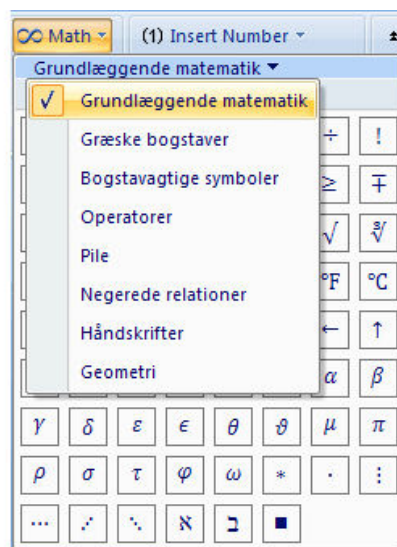 ∞ Math (1) Insert Number
Grundlæggende matematik
✓ Grundlæggende matematik
Græske bogstaver
÷ !
Bogstavagtige symboler
≥ ∓
Operatorer
√ ∛
Pile
°F °C
Negerede relationer
Håndskrifter
← ↑
Geometri
α β
γ δ ε ϵ θ ϑ μ π
ρ σ τ φ ω ∗ ∙ ⋮
⋯ ⋰ ⋱ ℵ ℶ ■